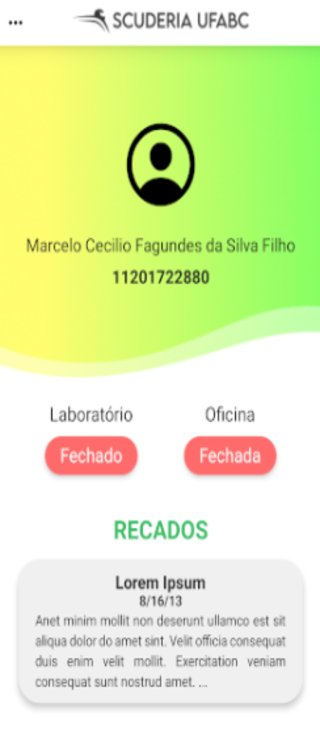 SCUDERIA UFABC
Marcelo Cecilio Fagundes da Silva Filho
11201722880
Laboratório Oficina
Fechado Fechada
RECADOS
Lorem Ipsum
8/16/13
Anet minim mollit non deserunt ullamco est sit
aliqua dolor do amet sint. Velit officia consequat
duis enim velit mollit. Exercitation veniam
consequat sunt nostrud amet. ...